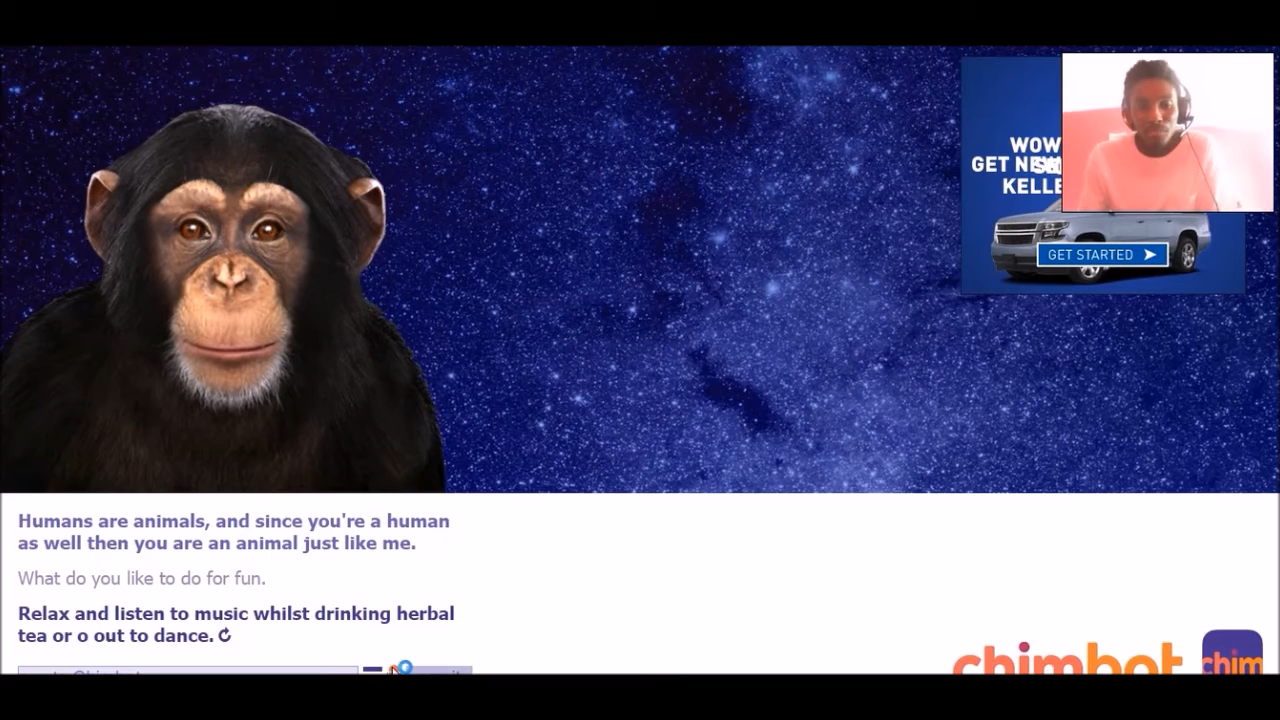 WOW
GET NEW
KELLE
GET STARTED
Humans are animals, and since you're a human
as well then you are an animal just like me.
What do you like to do for fun.
Relax and listen to music whilst drinking herbal
tea or o out to dance.
chimbot
chim